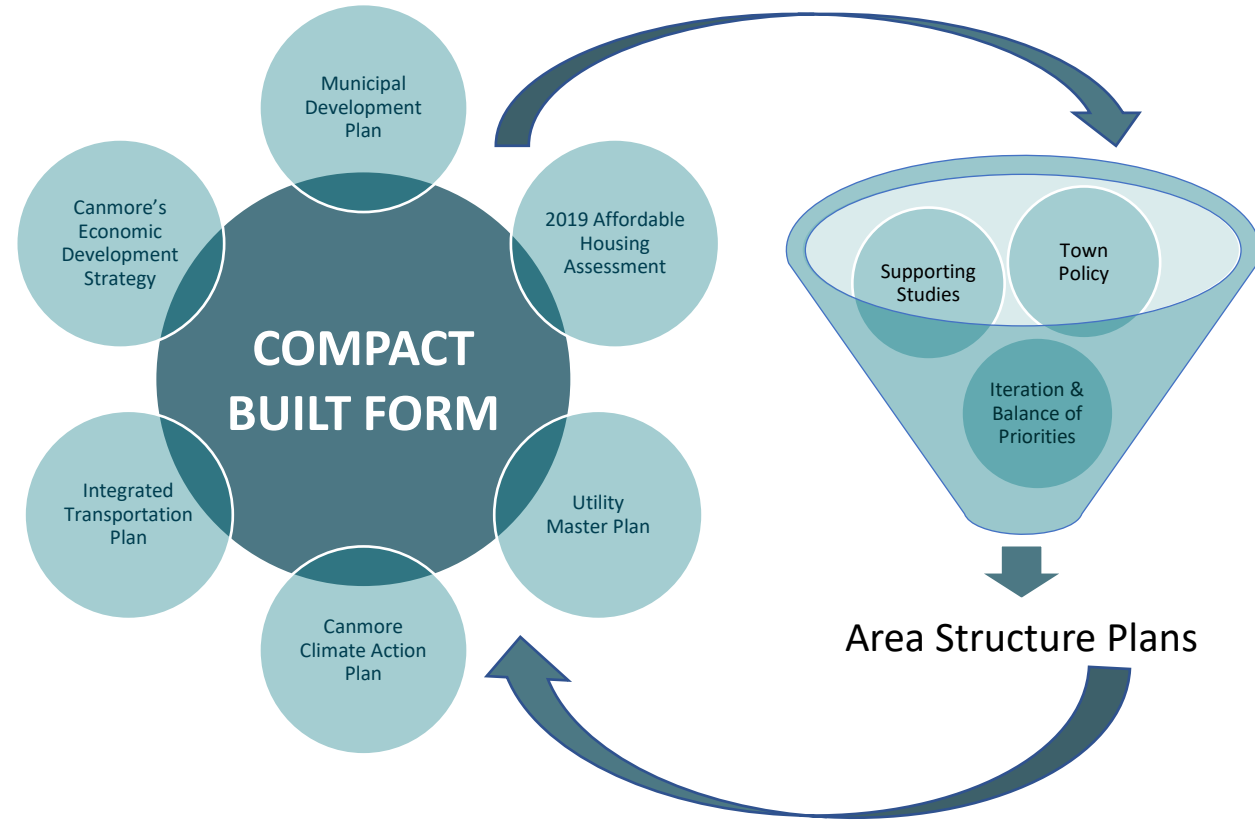 Municipal
Development
Plan
Canmore's
Economic
Development
Strategy
2019 Affordable
Housing
Assessment
COMPACT
BUILT FORM
Integrated
Transportation
Plan
Utility
Master Plan
Canmore
Climate Action
Plan
Supporting
Studies
Town
Policy
Iteration &
Balance of
Priorities
Area Structure Plans